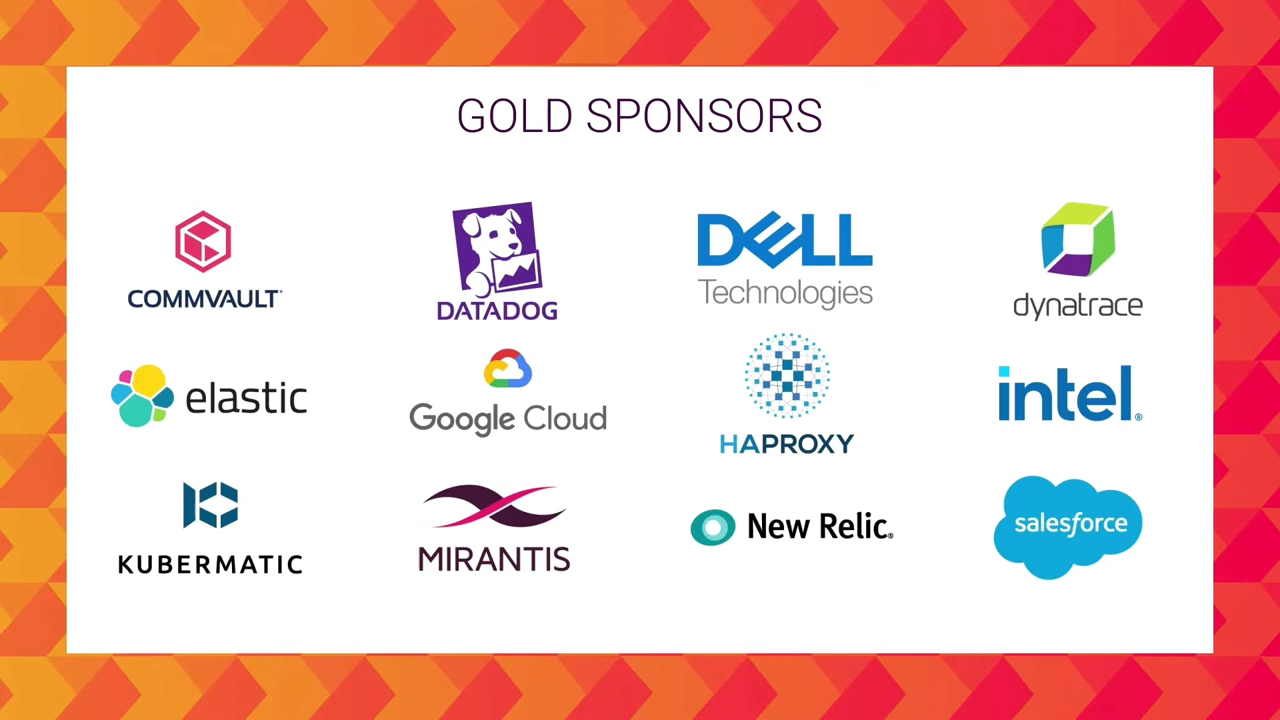 GOLD SPONSORS
COMMVAULT®
DATADOG
DELL
Technologies
dynatrace
elastic
Google Cloud
HAPROXY
intel®
KUBERMATIC
MIRANTIS
New Relic®
salesforce